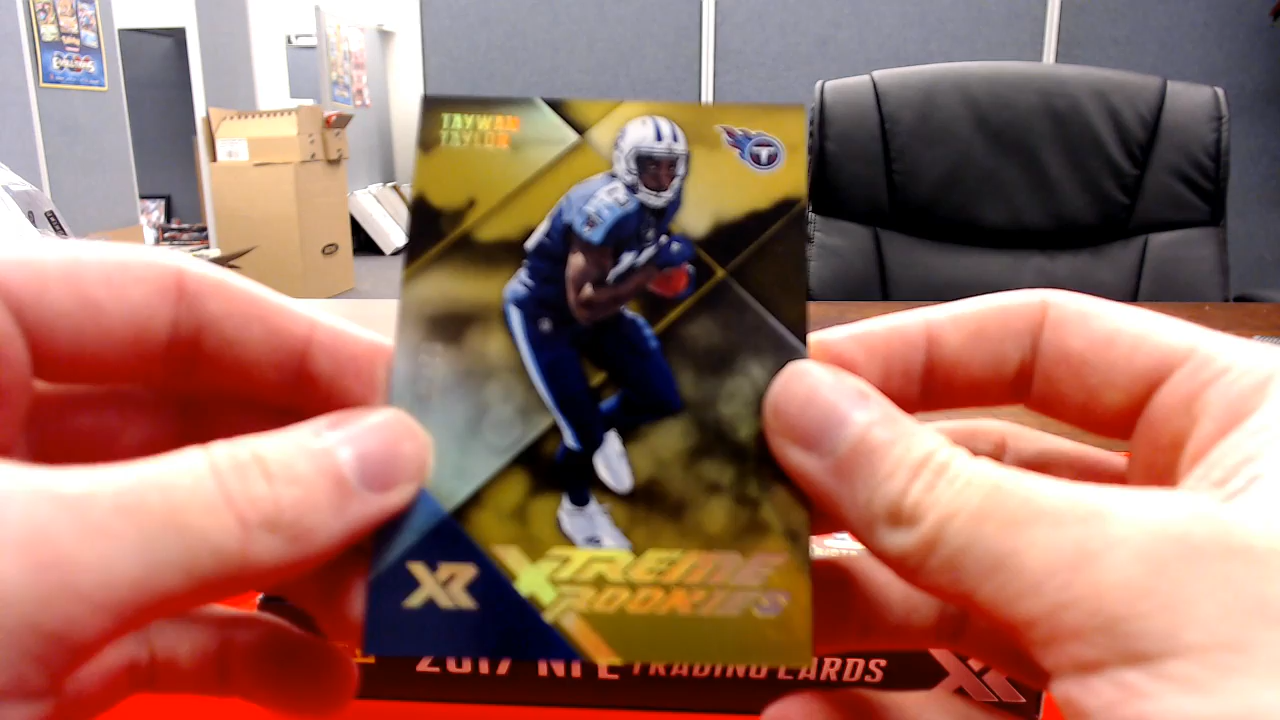 TAYWAN
TAYLOR
T
XR
XTREME
ROOKIES
2017 NFL TRADING CARDS
XR